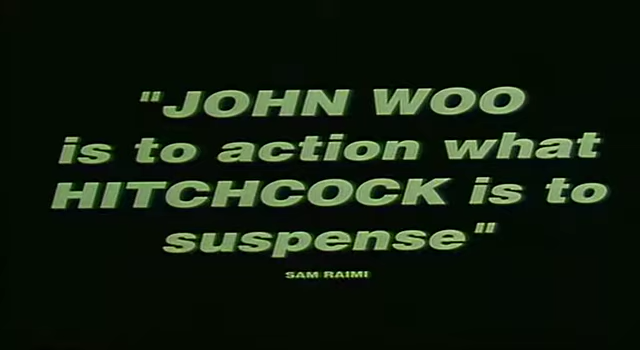 "JOHN WOO
is to action what
HITCHCOCK is to
suspense"
SAM RAIMI